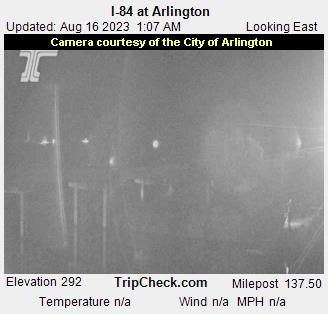 I-84 at Arlington
Updated: Aug 16 2023 1:07 AM Looking East
Camera courtesy of the City of Arlington
Elevation 292 TripCheck.com Milepost 137.50
Temperature n/a Wind n/a MPH n/a